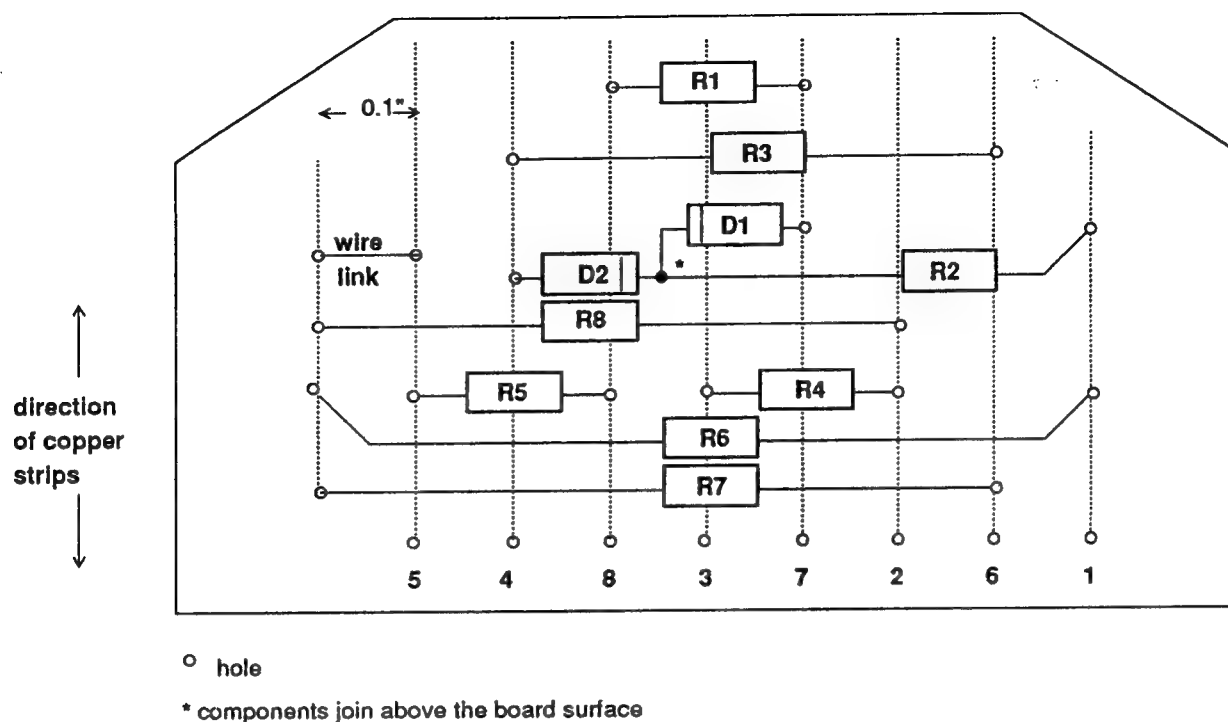 R1
0.1"
R3
D1
wire
link
D2
*
R2
R8
direction
of copper
strips
R5
R4
R6
R7
5 4 8 3 7 2 6 1
hole
* components join above the board surface